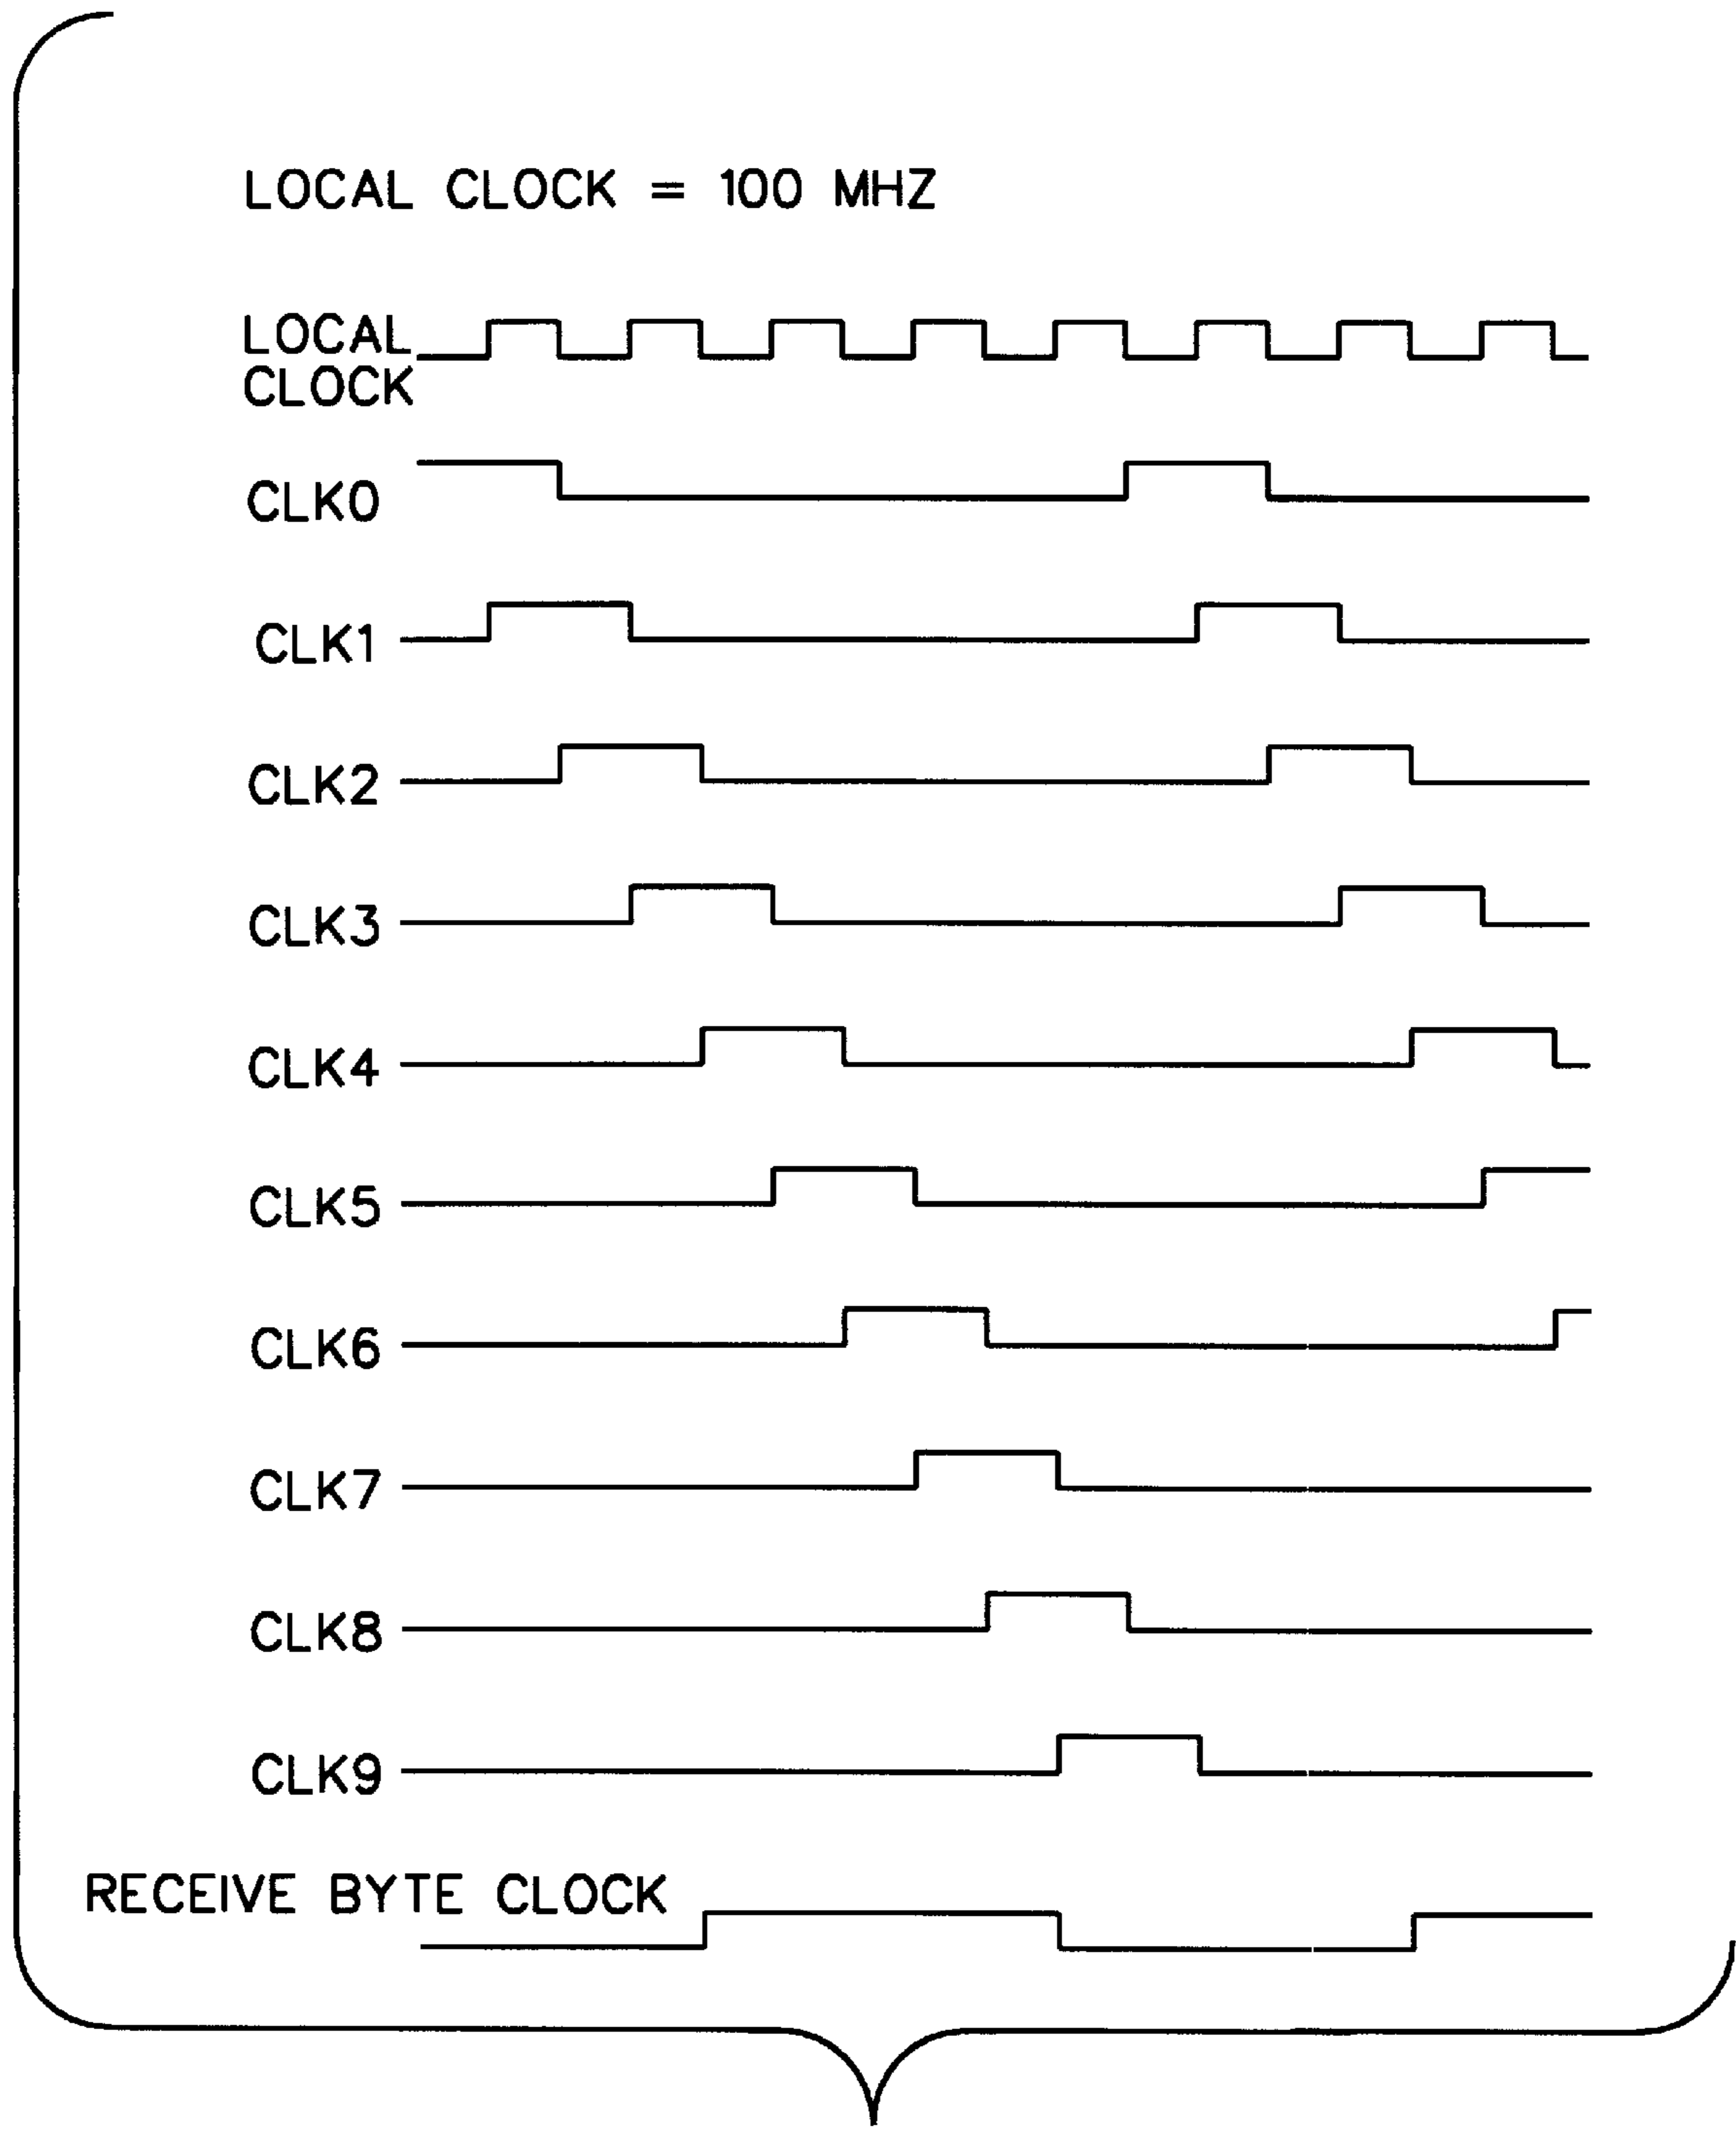 LOCAL CLOCK = 100 MHZ
LOCAL
CLOCK
CLK0
CLK1
CLK2
CLK3
CLK4
CLK5
CLK6
CLK7
CLK8
CLK9
RECEIVE BYTE CLOCK